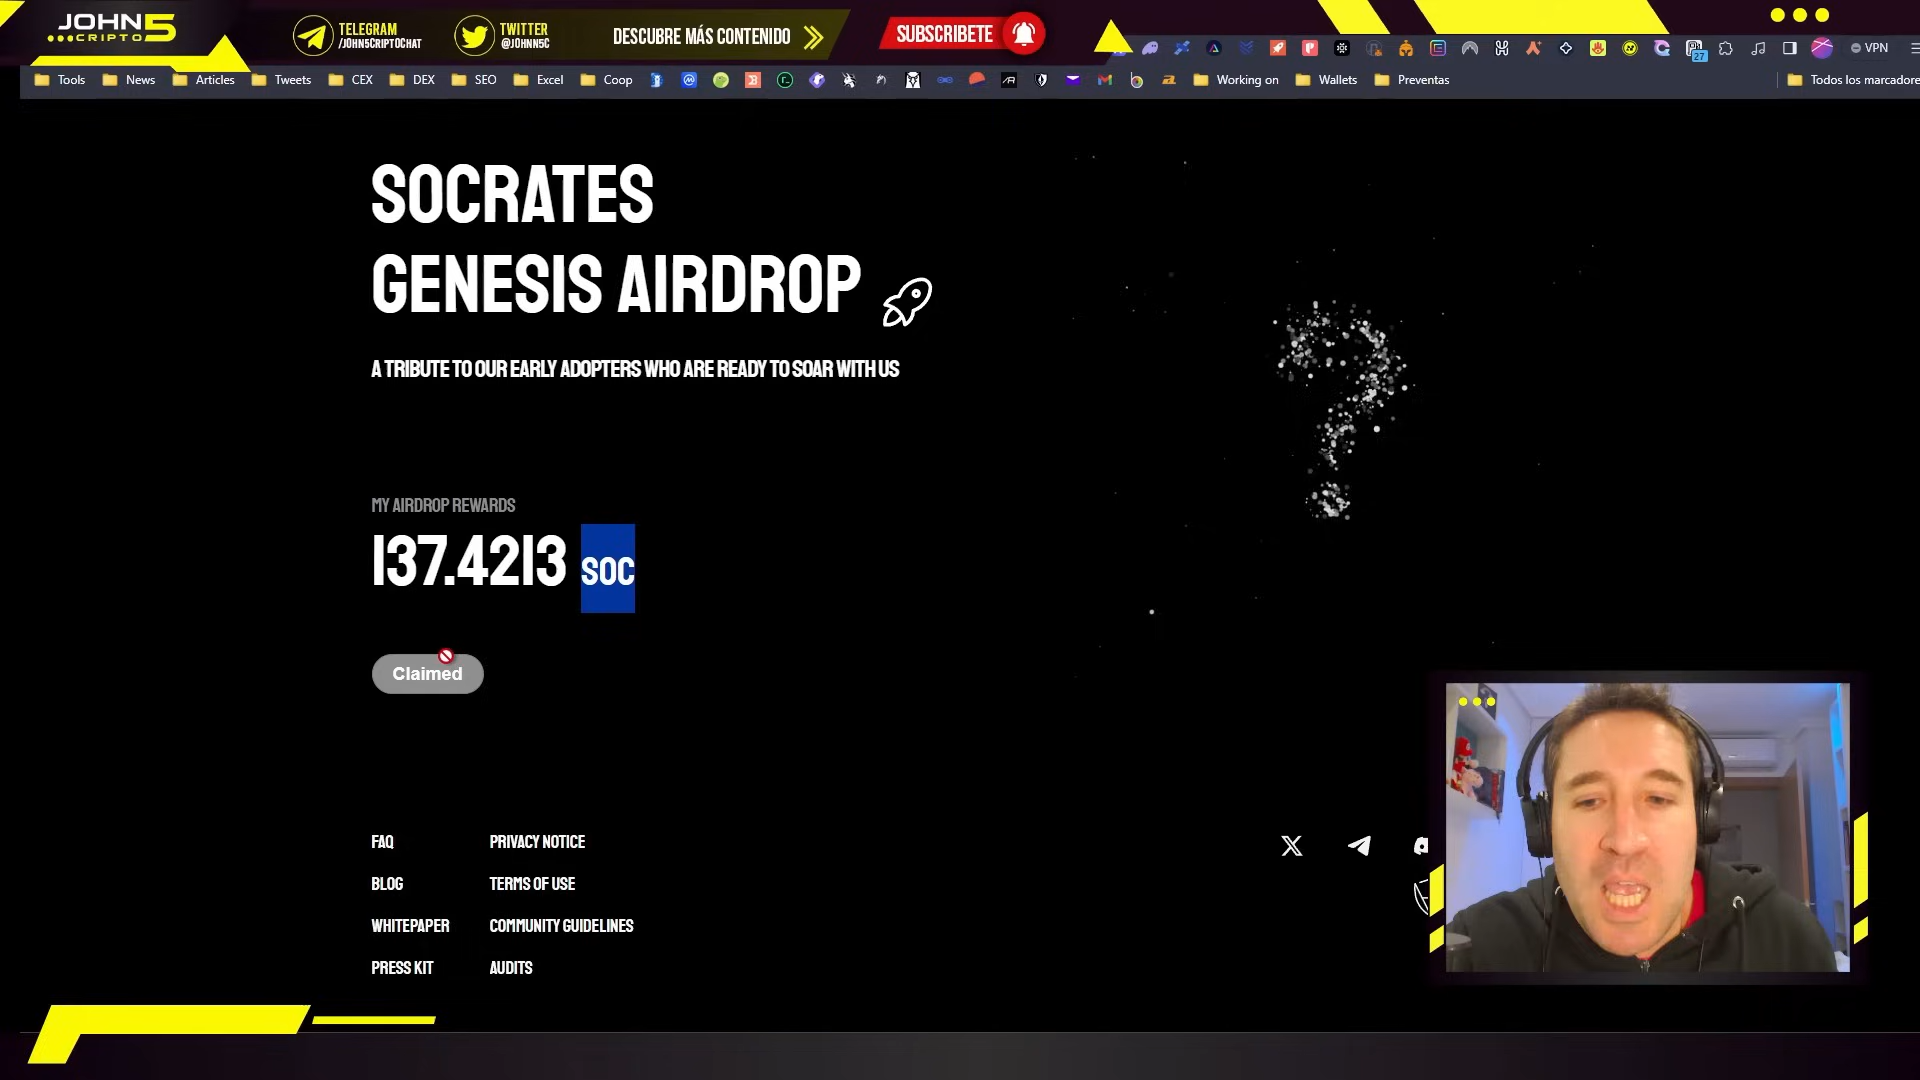 JOHN5
CRIPTO
TELEGRAM
/JOHN5CRIPTOCHAT
TWITTER
@JOHNN5C
DESCUBRE MÁS CONTENIDO
SUBSCRIBETE
27
VPN
Tools
News
Articles
Tweets
CEX
DEX
SEO
Excel
Coop
Working on
Wallets
Preventas
Todos los marcadore
SOCRATES
GENESIS AIRDROP
A TRIBUTE TO OUR EARLY ADOPTERS WHO ARE READY TO SOAR WITH US
MY AIRDROP REWARDS
137.4213 SOC
Claimed
FAQ
PRIVACY NOTICE
BLOG
TERMS OF USE
WHITEPAPER
COMMUNITY GUIDELINES
PRESS KIT
AUDITS